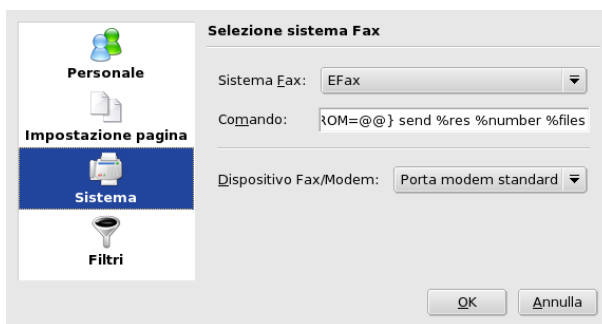 Personale
Impostazione pagina
Sistema
Filtri
Selezione sistema Fax
Sistema Fax: EFax
Comando: ROM=@@} send %res %number %files
Dispositivo Fax/Modem: Porta modem standard
OK Annulla